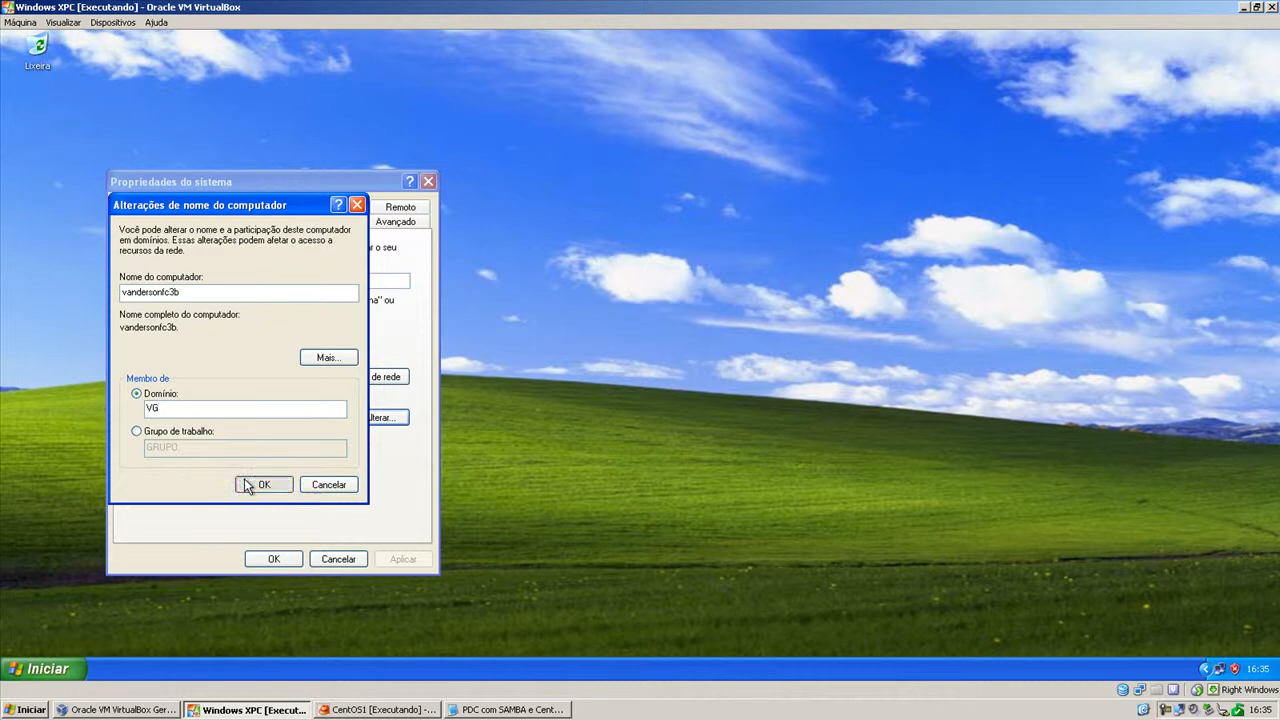 Windows XPC [Executando] - Oracle VM VirtualBox
Máquina Visualizar Dispositivos Ajuda
Lixeira
Propriedades do sistema
Alterações de nome do computador
Remoto
Avançado
Você pode alterar o nome e a participação deste computador
em domínios. Essas alterações podem afetar o acesso a
recursos da rede.
r o seu
Nome do computador:
vandersonfc3b
na" ou
Nome completo do computador:
vandersonfc3b.
Mais...
de rede
Membro de
Domínio:
VG
lterar...
Grupo de trabalho:
GRUPO
OK Cancelar
OK Cancelar Aplicar
Iniciar
16:35
Right Windows
Iniciar
Oracle VM VirtualBox Ger...
Windows XPC [Execut...
CentOS1 [Executando] -...
PDC com SAMBA e Cent...
16:35